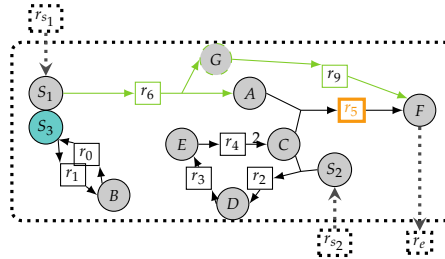 r_{s_1}
G
r_9
S_1
r_6
A
r_5
F
S_3
r_0
E
r_4
2
C
r_1
r_3
r_2
S_2
B
D
r_{s_2}
r_e